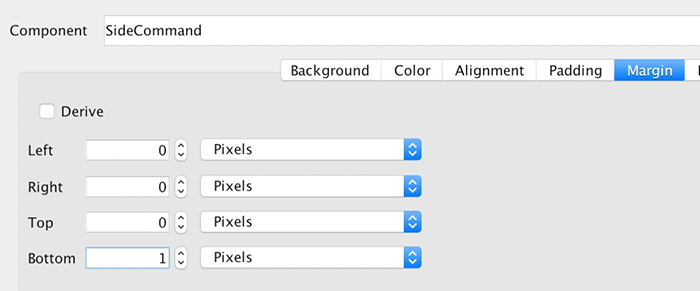 Component SideCommand
Background Color Alignment Padding Margin
Derive
Left 0 Pixels
Right 0 Pixels
Top 0 Pixels
Bottom 1 Pixels